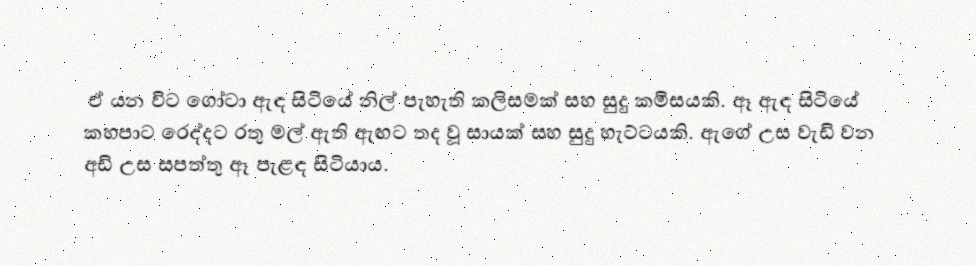 ඒ යන විට ගෝටා ඇඳ සිටියේ නිල් පැහැති කලිසමක් සහ සුදු කමීසයකි. ඈ ඇඳ සිටියේ
කහපාට රෙද්දට රතු මල් ඇති ඇඟට තද වූ සායක් සහ සුදු හැට්ටයකි. ඇගේ උස වැඩි වන
අඩි උස සපත්තු ඈ පැළඳ සිටියාය.